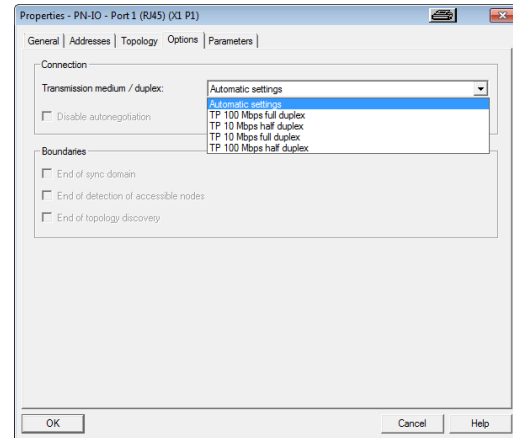 Properties - PN-IO - Port 1 (RJ45) (X1 P1)
General Addresses Topology Options Parameters
Connection
Transmission medium / duplex:
Automatic settings
Automatic settings
TP 100 Mbps full duplex
TP 10 Mbps half duplex
TP 10 Mbps full duplex
TP 100 Mbps half duplex
Disable autonegotiation
Boundaries
End of sync domain
End of detection of accessible nodes
End of topology discovery
OK
Cancel
Help